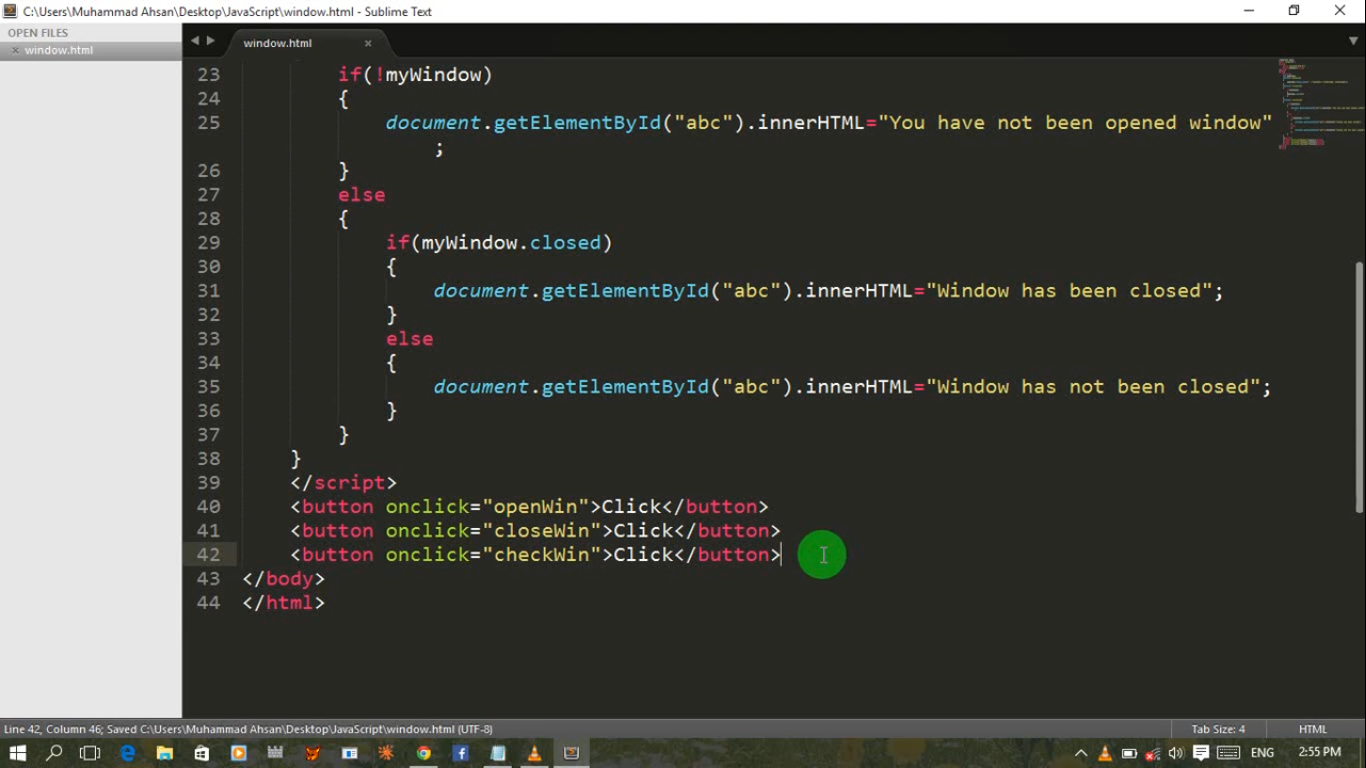 C:\Users\Muhammad Ahsan\Desktop\JavaScript\window.html - Sublime Text
OPEN FILES
window.html
window.html
23 if(!myWindow)
24 {
25 document.getElementById("abc").innerHTML="You have not been opened window"
;
26 }
27 else
28 {
29 if(myWindow.closed)
30 {
31 document.getElementById("abc").innerHTML="Window has been closed";
32 }
33 else
34 {
35 document.getElementById("abc").innerHTML="Window has not been closed";
36 }
37 }
38 }
39 </script>
40 <button onclick="openWin">Click</button>
41 <button onclick="closeWin">Click</button>
42 <button onclick="checkWin">Click</button>
43 </body>
44 </html>
Line 42, Column 46; Saved C:\Users\Muhammad Ahsan\Desktop\JavaScript\window.html (UTF-8)
Tab Size: 4
HTML
ENG
2:55 PM